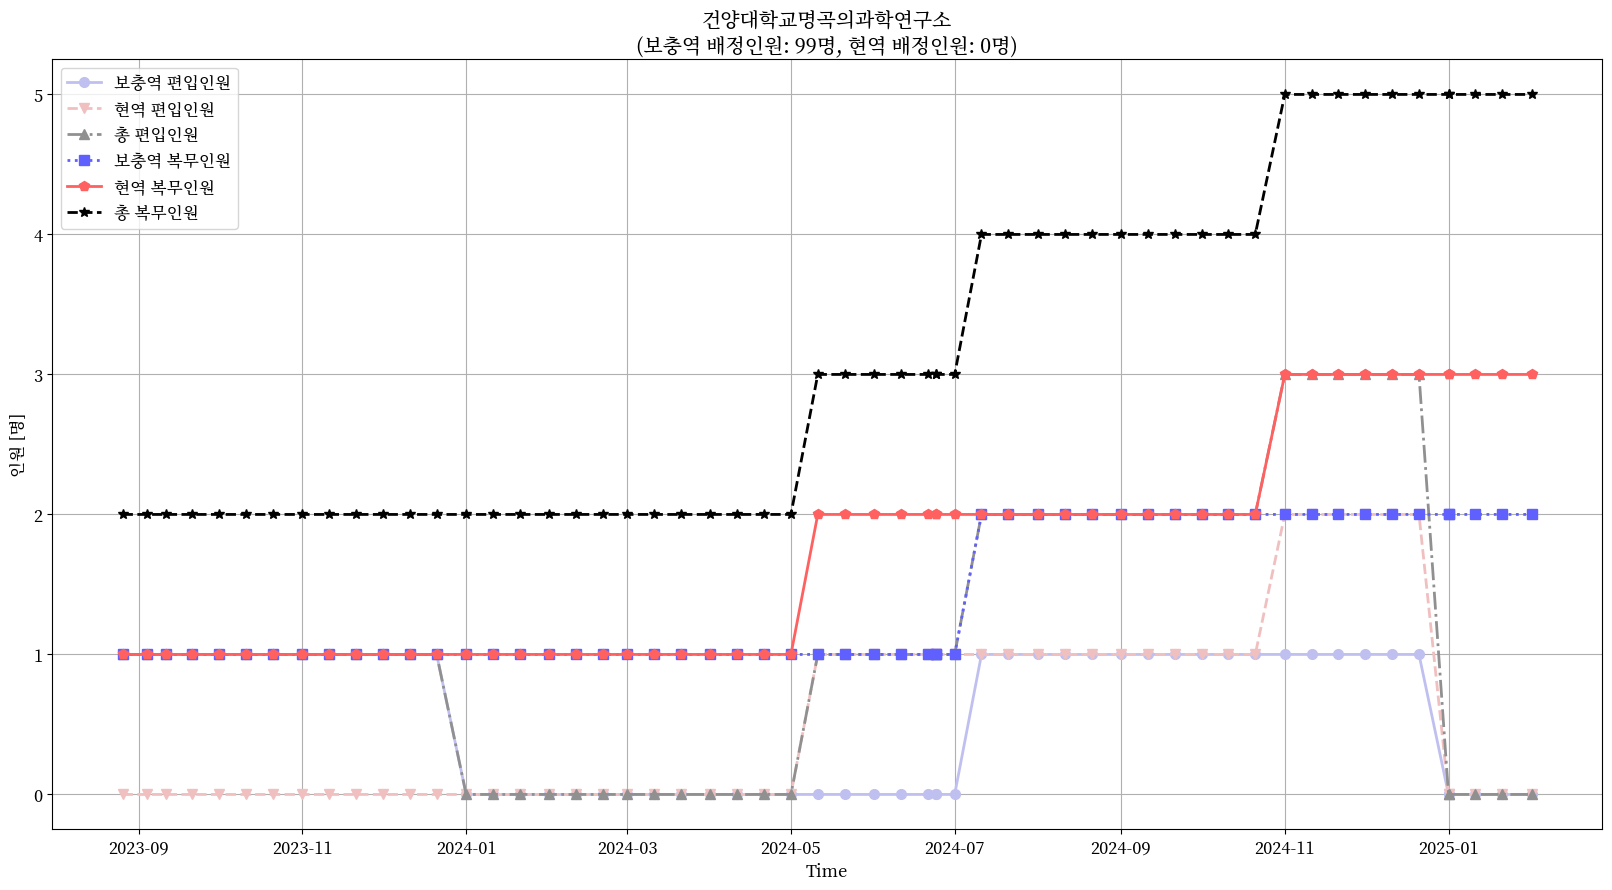 건양대학교명곡의과학연구소
(보충역 배정인원: 99명, 현역 배정인원: 0명)
보충역 편입인원
현역 편입인원
총 편입인원
보충역 복무인원
현역 복무인원
총 복무인원
인원 [명]
5
4
3
2
1
0
2023-09
2023-11
2024-01
2024-03
2024-05
2024-07
2024-09
2024-11
2025-01
Time